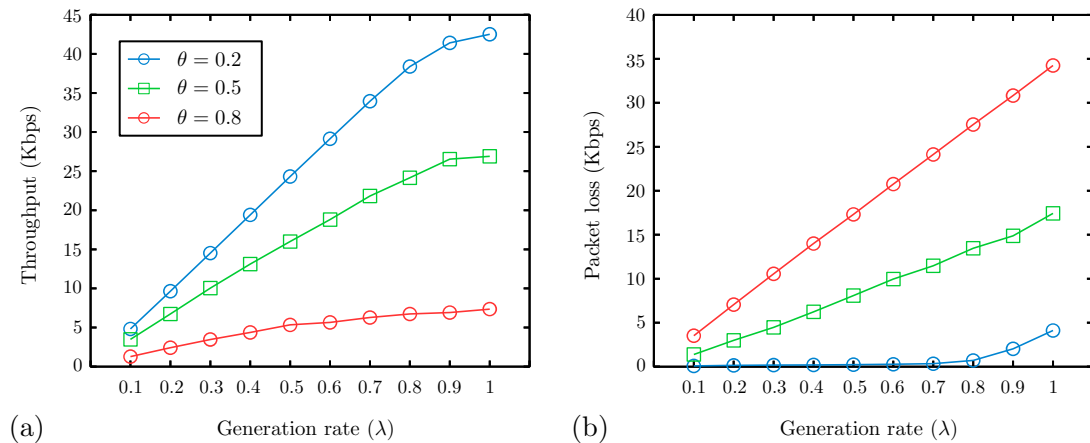 45
40
35
30
25
20
15
10
5
0
Throughput (Kbps)
θ = 0.2
θ = 0.5
θ = 0.8
0.1 0.2 0.3 0.4 0.5 0.6 0.7 0.8 0.9 1
Generation rate (λ)
(a)
40
35
30
25
20
15
10
5
0
Packet loss (Kbps)
0.1 0.2 0.3 0.4 0.5 0.6 0.7 0.8 0.9 1
Generation rate (λ)
(b)